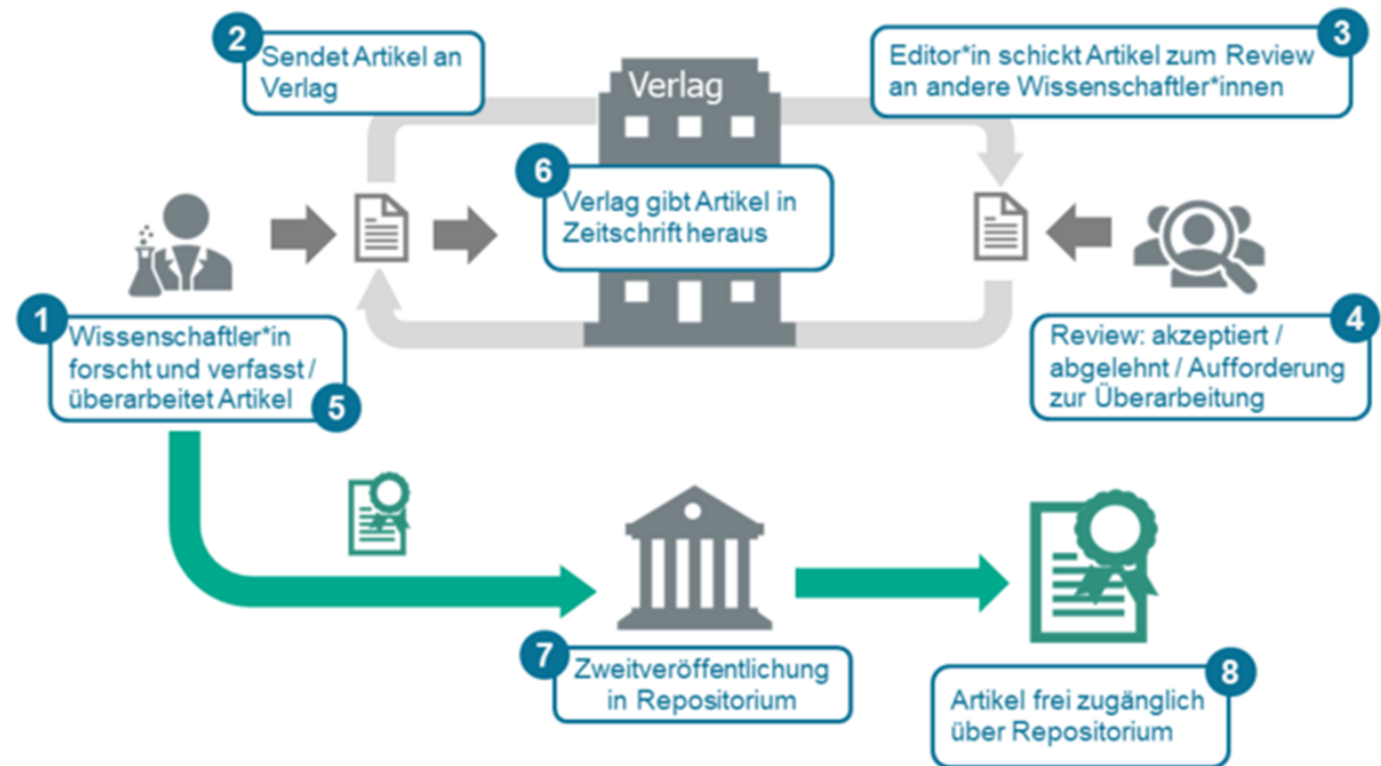 2
Sendet Artikel an
Verlag
Verlag
3
Editor*in schickt Artikel zum Review
an andere Wissenschaftler*innen
6
Verlag gibt Artikel in
Zeitschrift heraus
1
Wissenschaftler*in
forscht und verfasst /
überarbeitet Artikel
5
4
Review: akzeptiert /
abgelehnt / Aufforderung
zur Überarbeitung
7
Zweitveröffentlichung
in Repositorium
8
Artikel frei zugänglich
über Repositorium